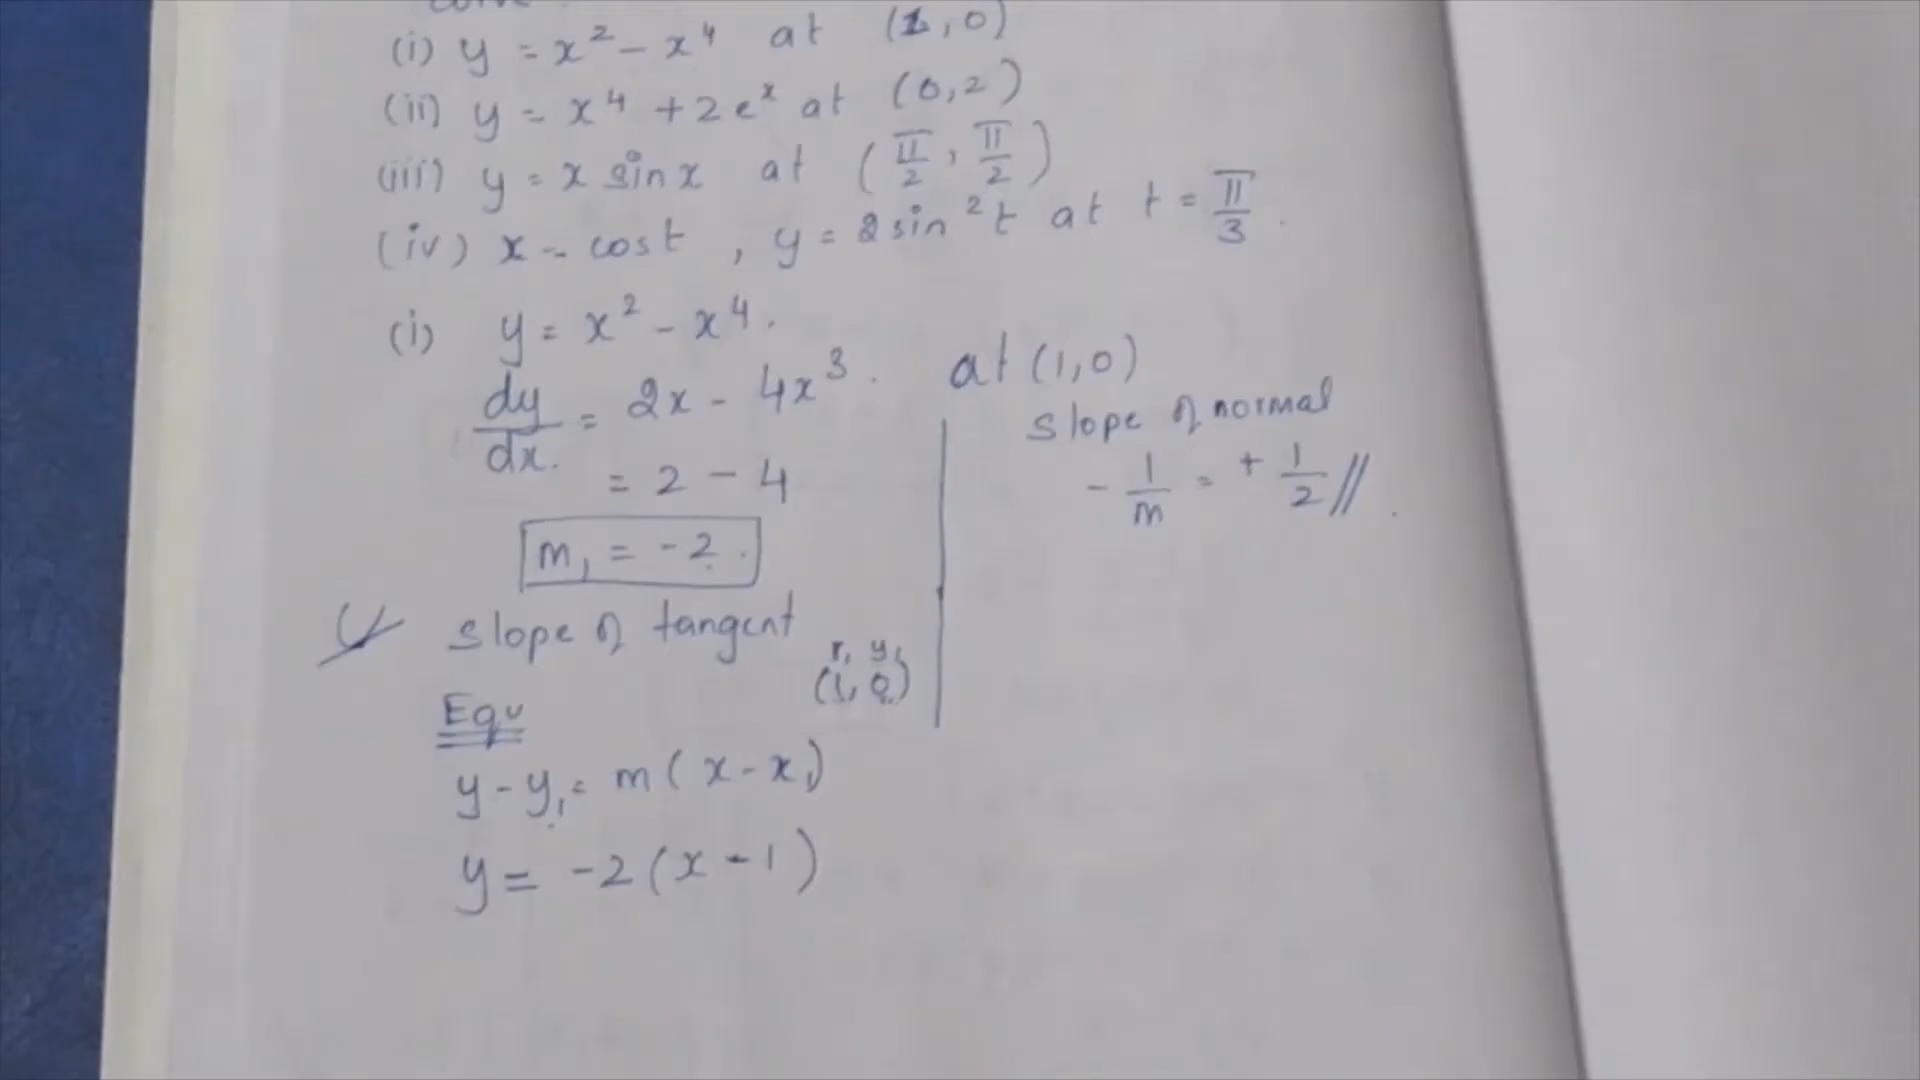 (i) y = x² - x⁴ at (1,0)
(ii) y = x⁴ + 2e^x at (0,2)
(iii) y = x sin x at (π/2, π/2)
(iv) x = cos t, y = 2 sin² t at t = π/3.
(i) y = x² - x⁴. at (1,0)
dy/dx. = 2x - 4x³.
= 2 - 4
m₁ = -2.
slope of tangent
x₁ y₁
(1, 0)
Equ
y - y₁ = m(x - x₁)
y = -2(x - 1)
slope of normal
- 1/m = + 1/2 //